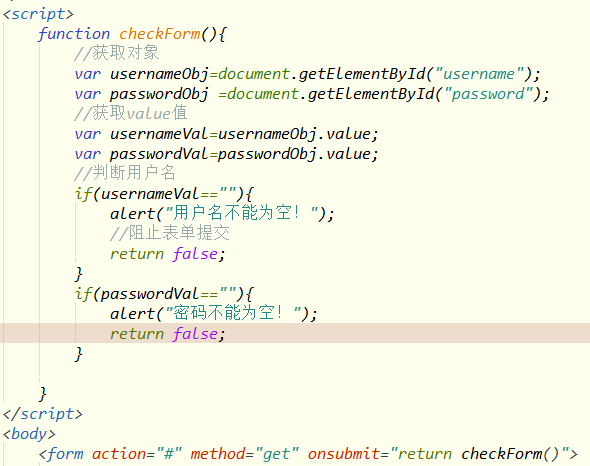 <script>
function checkForm(){
//获取对象
var usernameObj=document.getElementById("username");
var passwordObj =document.getElementById("password");
//获取value值
var usernameVal=usernameObj.value;
var passwordVal=passwordObj.value;
//判断用户名
if(usernameVal==""){
alert("用户名不能为空! ");
//阻止表单提交
return false;
}
if(passwordVal==""){
alert("密码不能为空! ");
return false;
}
}
</script>
<body>
<form action="#" method="get" onsubmit="return checkForm()">